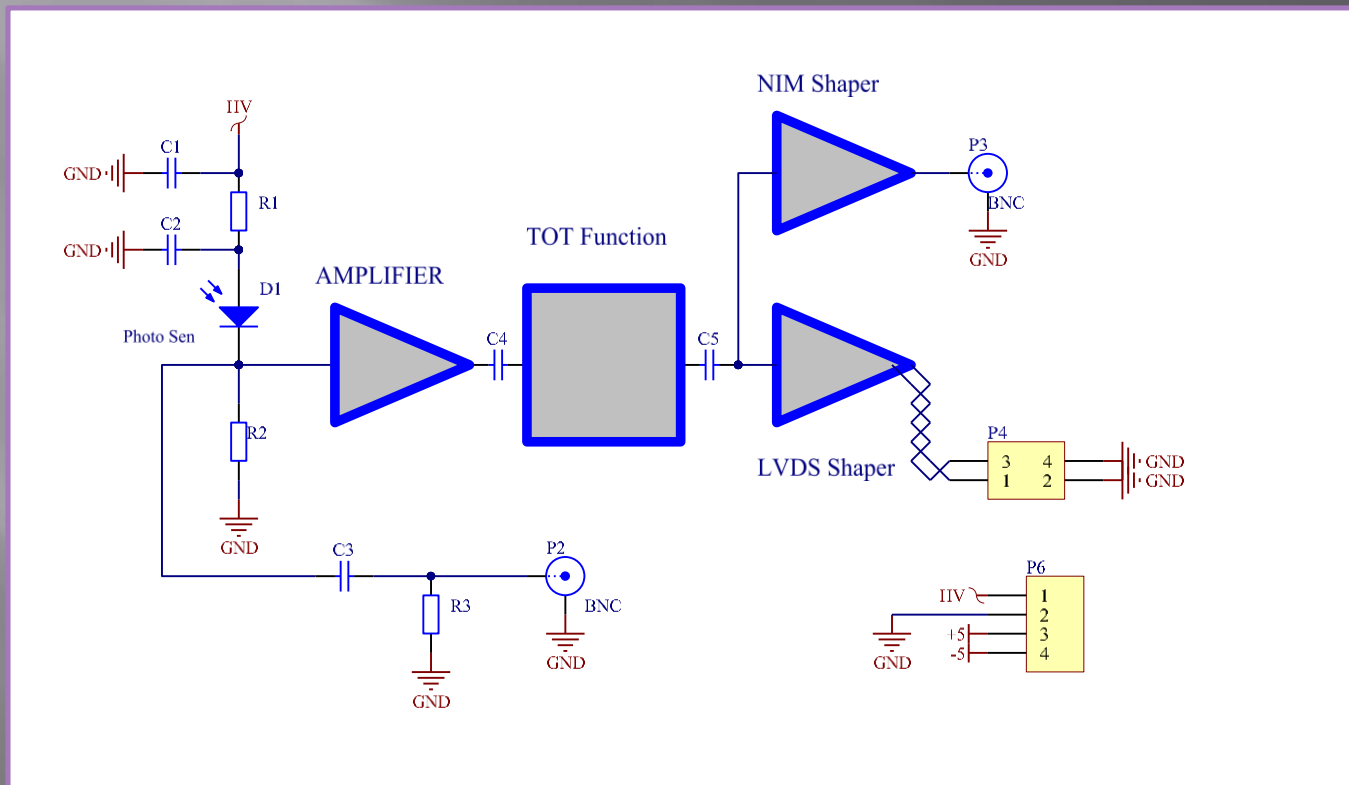 NIM Shaper
HV
C1
GND
R1
P3
BNC
GND
C2
GND
TOT Function
AMPLIFIER
D1
Photo Sen
C4
C5
R2
GND
LVDS Shaper
P4
3 4 GND
1 2 GND
C3
P2
R3
BNC
GND
GND
P6
HV 1
2
+5 3
-5 4
GND